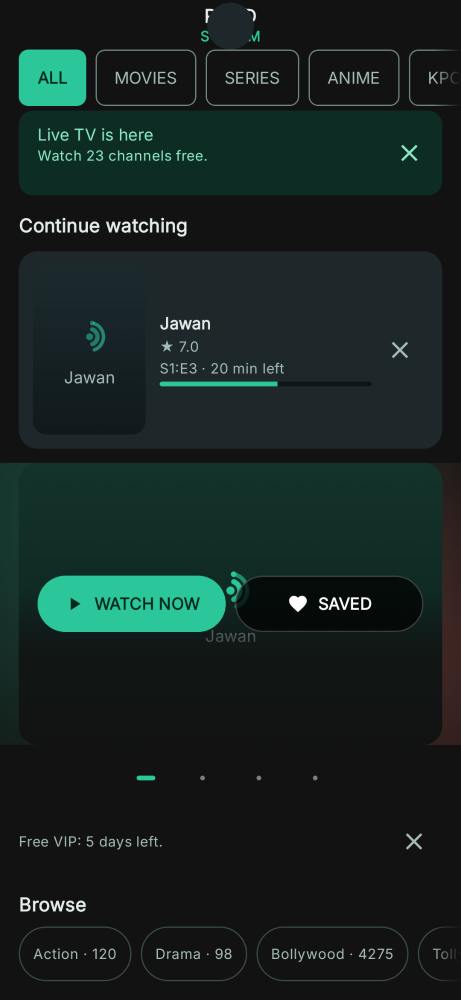 ALL
MOVIES
SERIES
ANIME
Live TV is here
Watch 23 channels free.
Continue watching
Jawan
Jawan
★ 7.0
S1:E3 · 20 min left
WATCH NOW
SAVED
Jawan
Free VIP: 5 days left.
Browse
Action · 120
Drama · 98
Bollywood · 4275